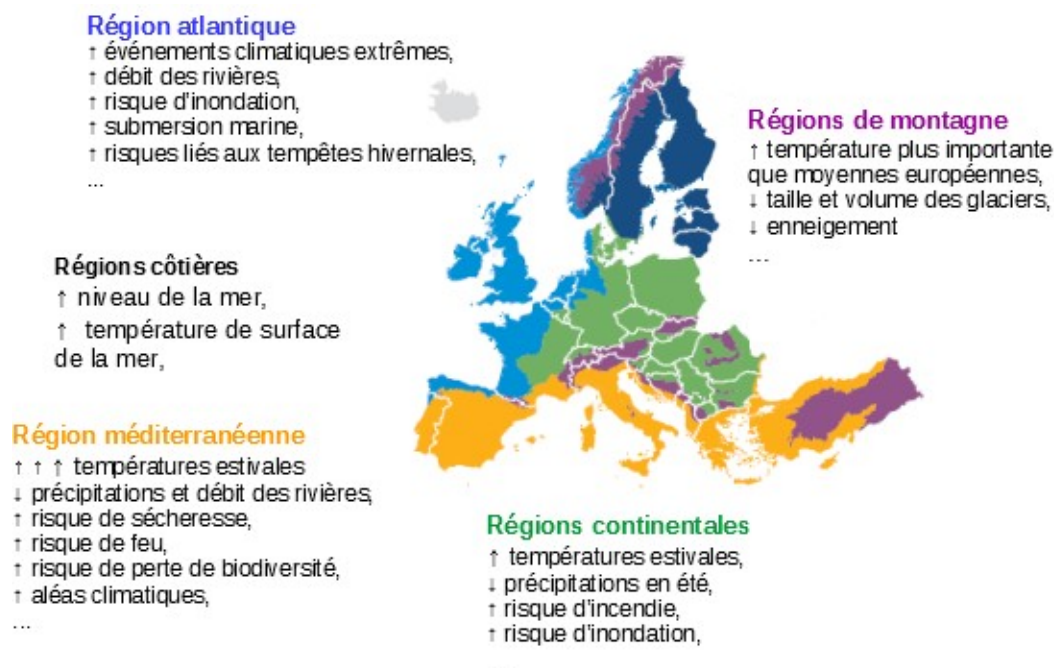 Région atlantique
↑ événements climatiques extrêmes,
↑ débit des rivières,
↑ risque d'inondation,
↑ submersion marine,
↑ risques liés aux tempêtes hivernales,
...
Régions de montagne
↑ température plus importante
que moyennes européennes,
↓ taille et volume des glaciers,
↓ enneigement
...
Régions côtières
↑ niveau de la mer,
↑ température de surface
de la mer,
Région méditerranéenne
↑ ↑ ↑ températures estivales
↓ précipitations et débit des rivières,
↑ risque de sécheresse,
↑ risque de feu,
↑ risque de perte de biodiversité,
↑ aléas climatiques,
...
Régions continentales
↑ températures estivales,
↓ précipitations en été,
↑ risque d'incendie,
↑ risque d'inondation,